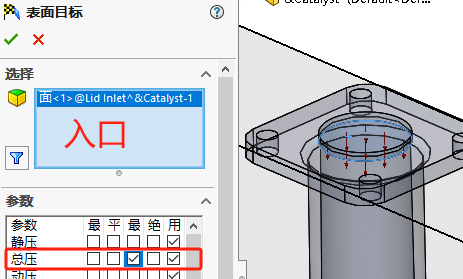 &Catalyst (Default<Def...
表面目标
选择
面<1>@Lid Inlet^&Catalyst-1
入口
参数
参数 最 平 最 绝 用
静压
总压
动压